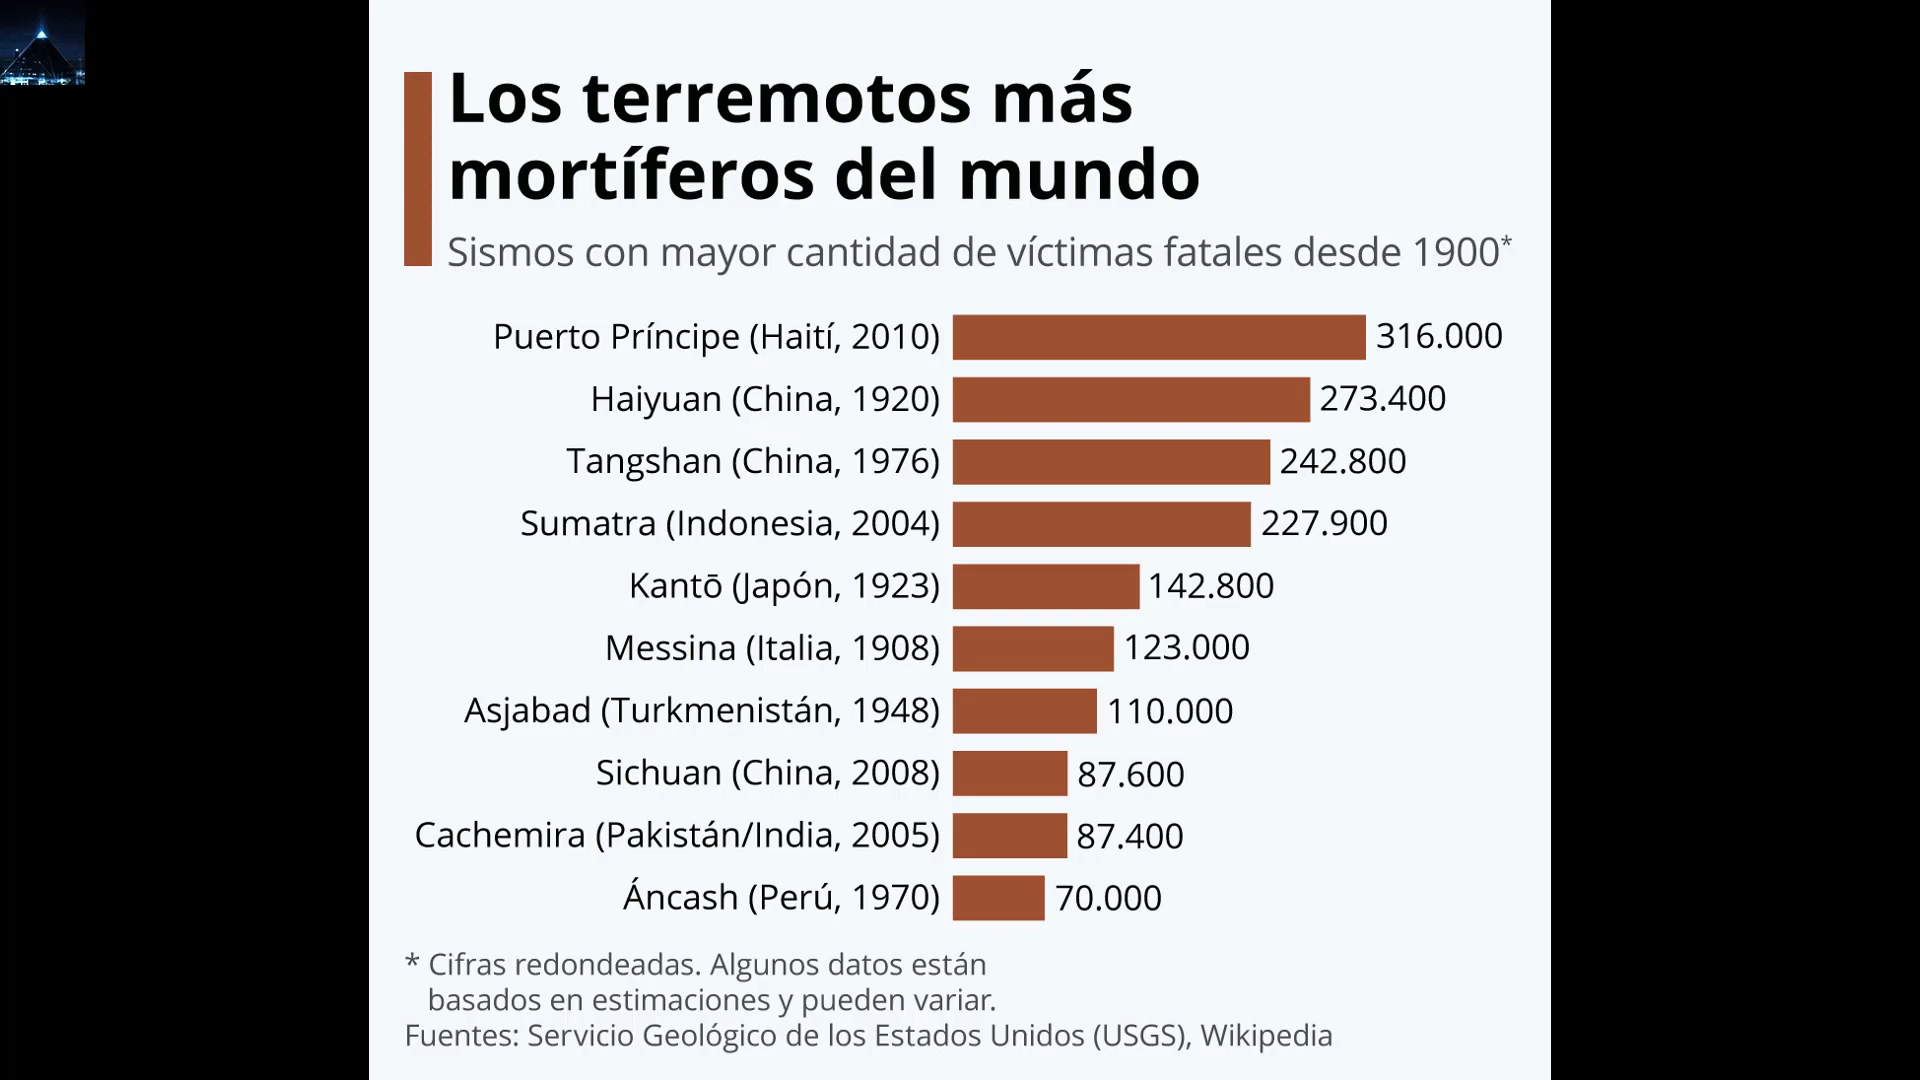 Los terremotos más
mortíferos del mundo
Sismos con mayor cantidad de víctimas fatales desde 1900*
Puerto Príncipe (Haití, 2010) 316.000
Haiyuan (China, 1920) 273.400
Tangshan (China, 1976) 242.800
Sumatra (Indonesia, 2004) 227.900
Kantō (Japón, 1923) 142.800
Messina (Italia, 1908) 123.000
Asjabad (Turkmenistán, 1948) 110.000
Sichuan (China, 2008) 87.600
Cachemira (Pakistán/India, 2005) 87.400
Áncash (Perú, 1970) 70.000
* Cifras redondeadas. Algunos datos están
basados en estimaciones y pueden variar.
Fuentes: Servicio Geológico de los Estados Unidos (USGS), Wikipedia